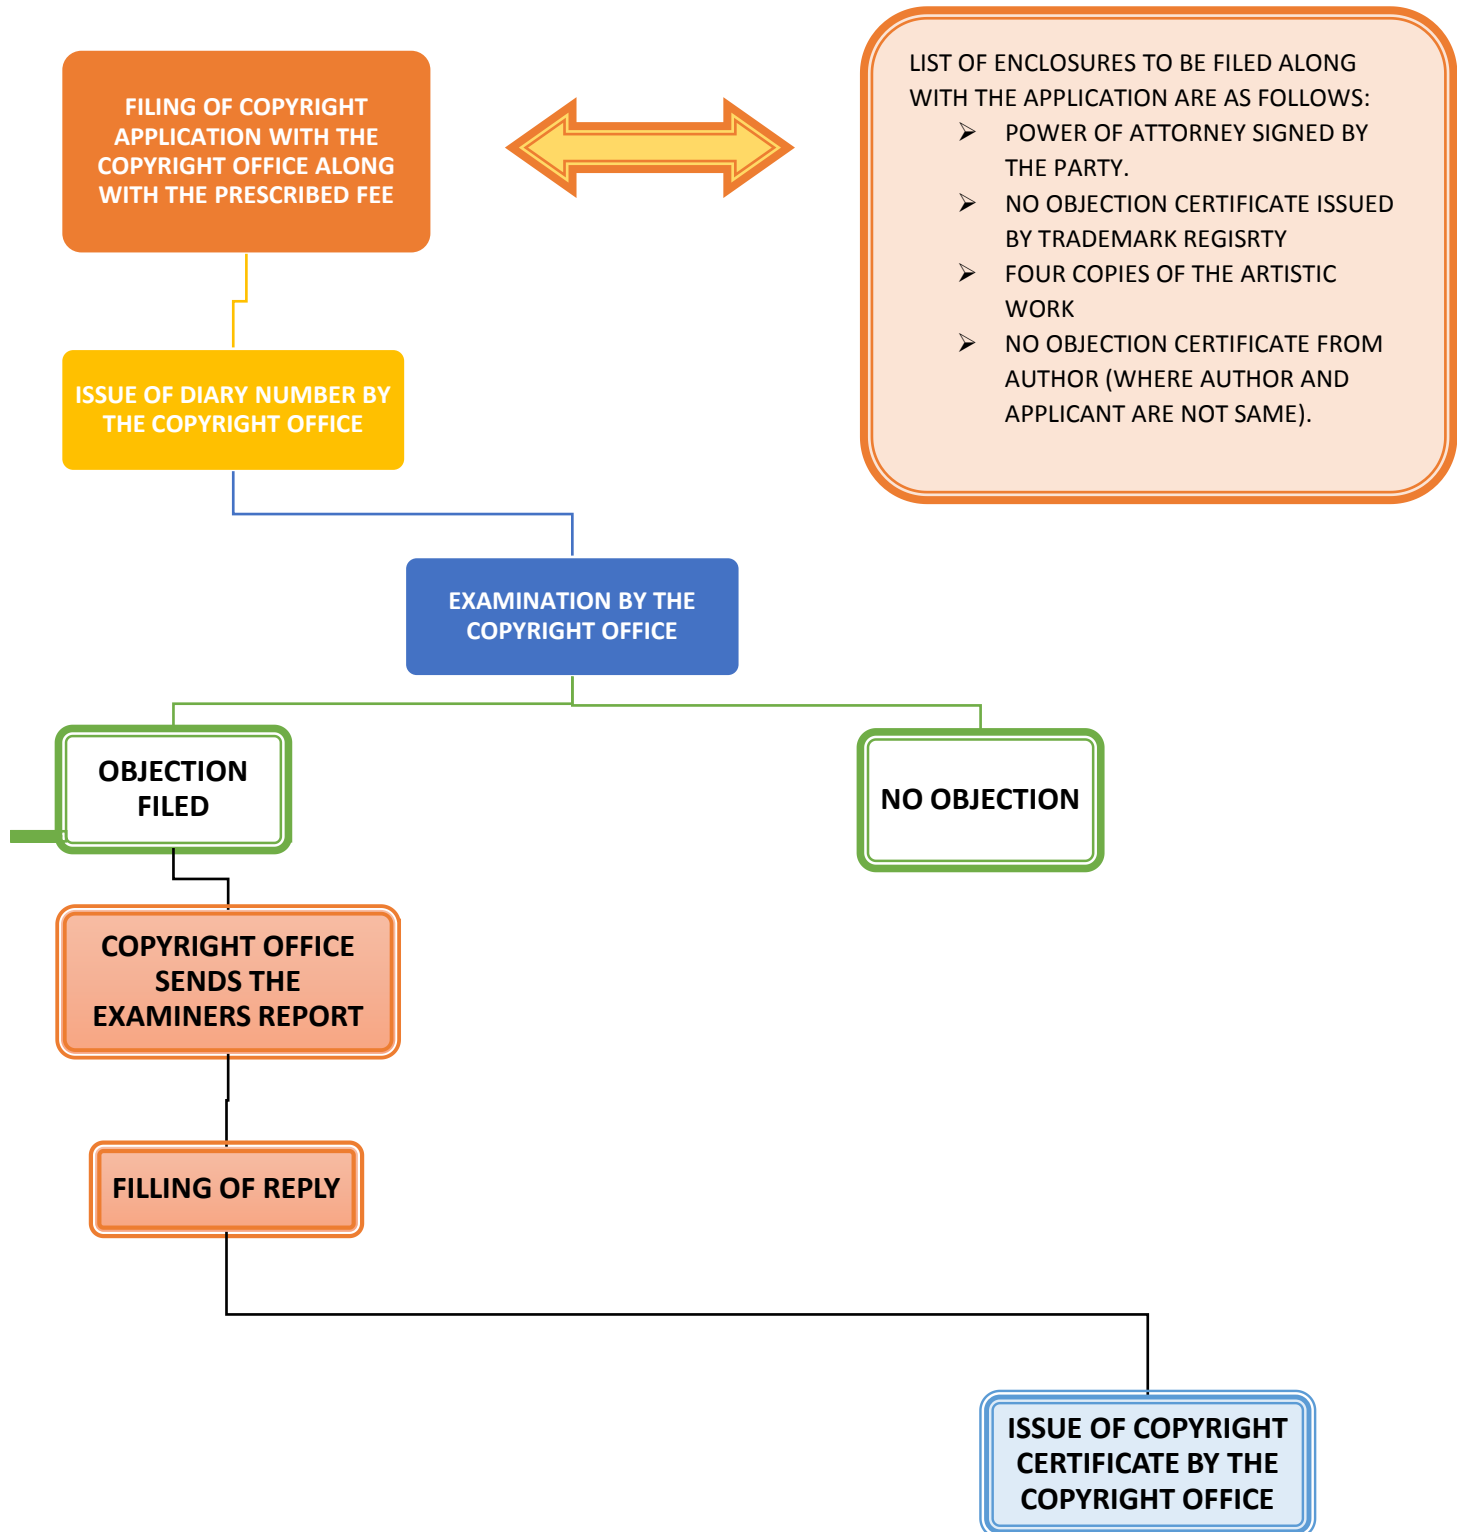 FILING OF COPYRIGHT
APPLICATION WITH THE
COPYRIGHT OFFICE ALONG
WITH THE PRESCRIBED FEE
LIST OF ENCLOSURES TO BE FILED ALONG
WITH THE APPLICATION ARE AS FOLLOWS:
➢ POWER OF ATTORNEY SIGNED BY
THE PARTY.
➢ NO OBJECTION CERTIFICATE ISSUED
BY TRADEMARK REGISRTY
➢ FOUR COPIES OF THE ARTISTIC
WORK
➢ NO OBJECTION CERTIFICATE FROM
AUTHOR (WHERE AUTHOR AND
APPLICANT ARE NOT SAME).
ISSUE OF DIARY NUMBER BY
THE COPYRIGHT OFFICE
EXAMINATION BY THE
COPYRIGHT OFFICE
OBJECTION
FILED
NO OBJECTION
COPYRIGHT OFFICE
SENDS THE
EXAMINERS REPORT
FILLING OF REPLY
ISSUE OF COPYRIGHT
CERTIFICATE BY THE
COPYRIGHT OFFICE